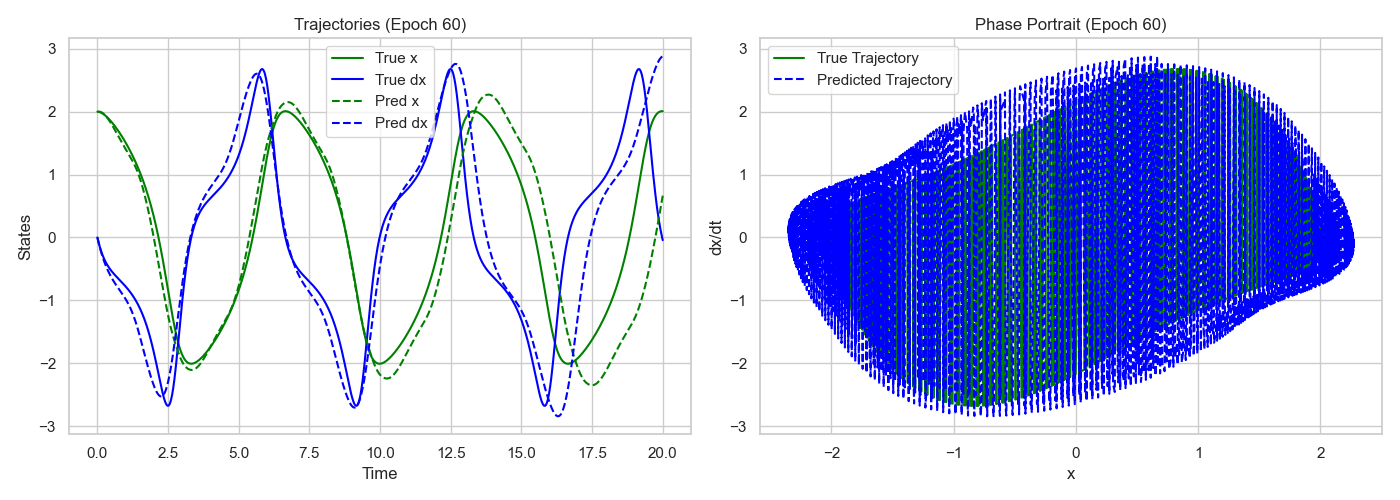 Trajectories (Epoch 60)
3
2
1
0
−1
−2
−3
States
True x
True dx
Pred x
Pred dx
0.0 2.5 5.0 7.5 10.0 12.5 15.0 17.5 20.0
Time
Phase Portrait (Epoch 60)
3
2
1
0
−1
−2
−3
dx/dt
True Trajectory
Predicted Trajectory
−2 −1 0 1 2
x